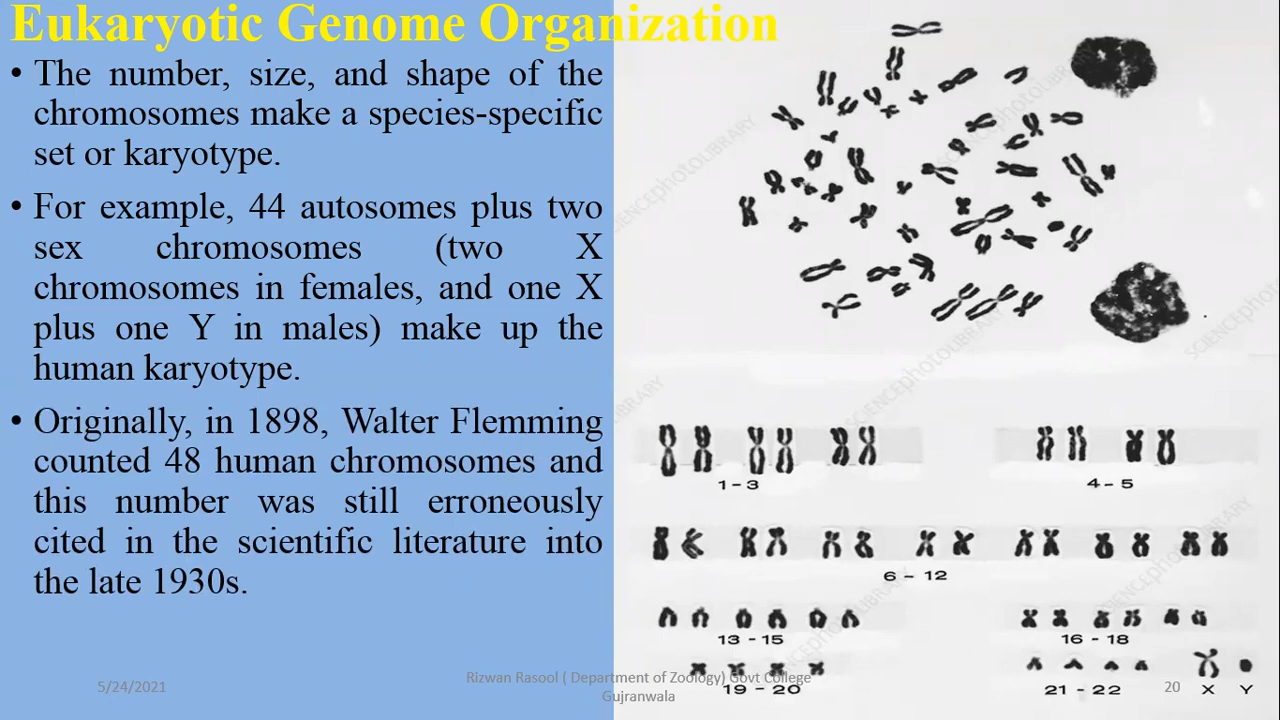 Eukaryotic Genome Organization
• The number, size, and shape of the
chromosomes make a species-specific
set or karyotype.
• For example, 44 autosomes plus two
sex chromosomes (two X
chromosomes in females, and one X
plus one Y in males) make up the
human karyotype.
• Originally, in 1898, Walter Flemming
counted 48 human chromosomes and
this number was still erroneously
cited in the scientific literature into
the late 1930s.
SCIENCEphotoLIBRARY
1-3
4-5
6-12
13-15
16-18
19-20
21-22
X Y
5/24/2021
Rizwan Rasool ( Department of Zoology) Govt College
Gujranwala
20